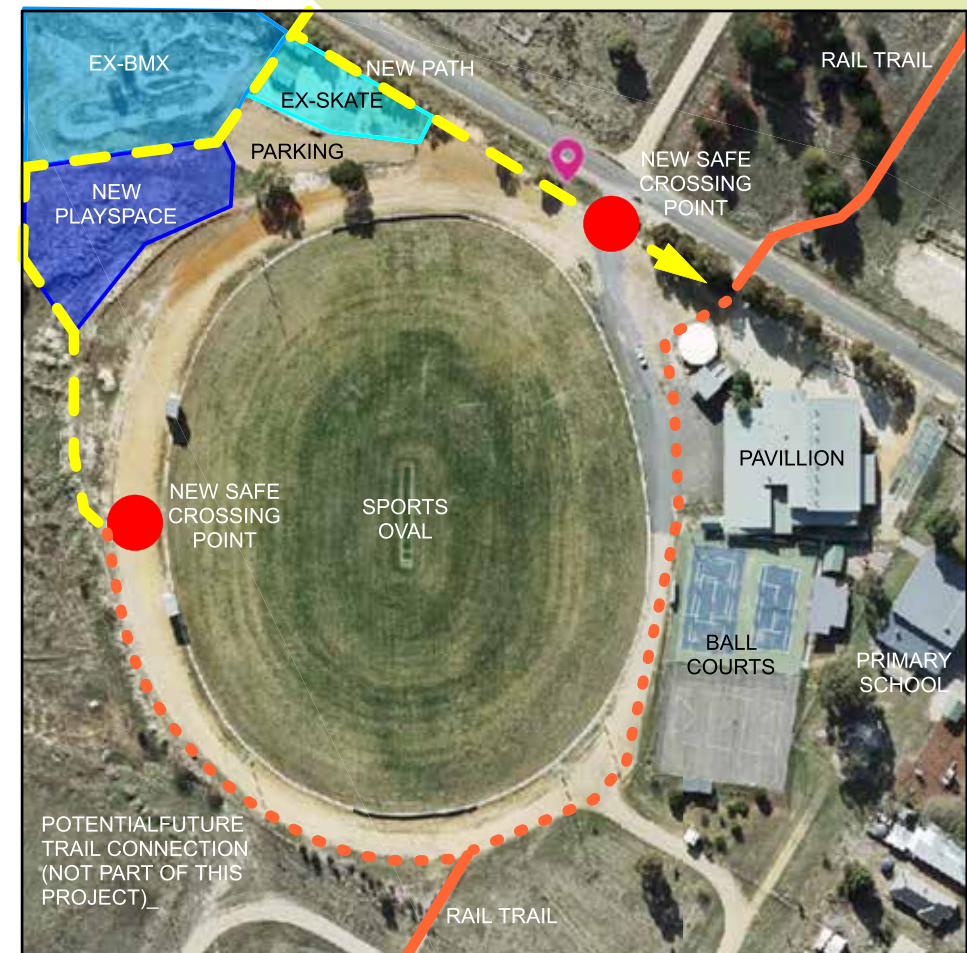 EX-BMX
RAIL TRAIL
NEW PATH
EX-SKATE
PARKING
NEW SAFE
CROSSING
POINT
NEW
PLAYSPACE
PAVILLION
NEW SAFE
CROSSING
POINT
SPORTS
OVAL
BALL
COURTS
PRIMARY
SCHOOL
POTENTIALFUTURE
TRAIL CONNECTION
(NOT PART OF THIS
PROJECT)_
RAIL TRAIL